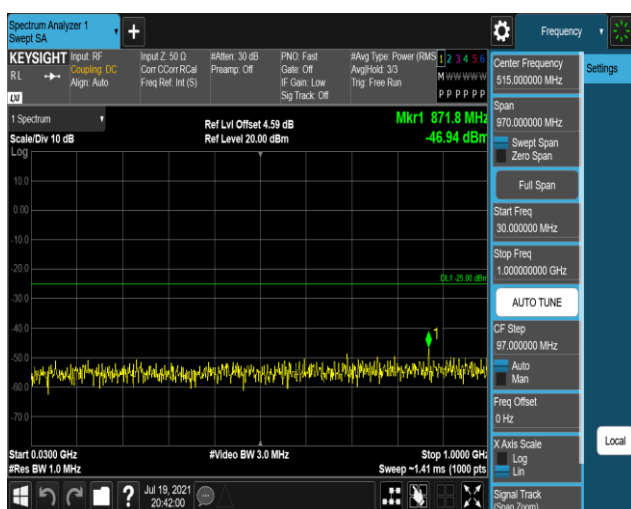 Spectrum Analyzer 1
Swept SA
+
Frequency
KEYSIGHT
RL
LXI
Input: RF
Coupling: DC
Align: Auto
Input Z: 50 Ω
Corr CCorr RCal
Freq Ref: Int (S)
#Atten: 30 dB
Preamp: Off
PNO: Fast
Gate: Off
IF Gain: Low
Sig Track: Off
#Avg Type: Power (RMS
Avg|Hold: 3/3
Trig: Free Run
1 2 3 4 5 6
M W W W W W
P P P P P P
1 Spectrum
Scale/Div 10 dB
Log
Ref Lvl Offset 4.59 dB
Ref Level 20.00 dBm
Mkr1 871.8 MHz
-46.94 dBm
10.0
0.00
-10.0
-20.0
DL1 -25.00 dBm
-30.0
-40.0
1
-50.0
-60.0
-70.0
Start 0.0300 GHz
#Res BW 1.0 MHz
#Video BW 3.0 MHz
Stop 1.0000 GHz
Sweep ~1.41 ms (1000 pts
?
Jul 19, 2021
20:42:00
Center Frequency
515.000000 MHz
Span
970.000000 MHz
Swept Span
Zero Span
Full Span
Start Freq
30.000000 MHz
Stop Freq
1.000000000 GHz
AUTO TUNE
CF Step
97.000000 MHz
Auto
Man
Freq Offset
0 Hz
X Axis Scale
Log
Lin
Signal Track
(Span Zoom)
Settings
Local